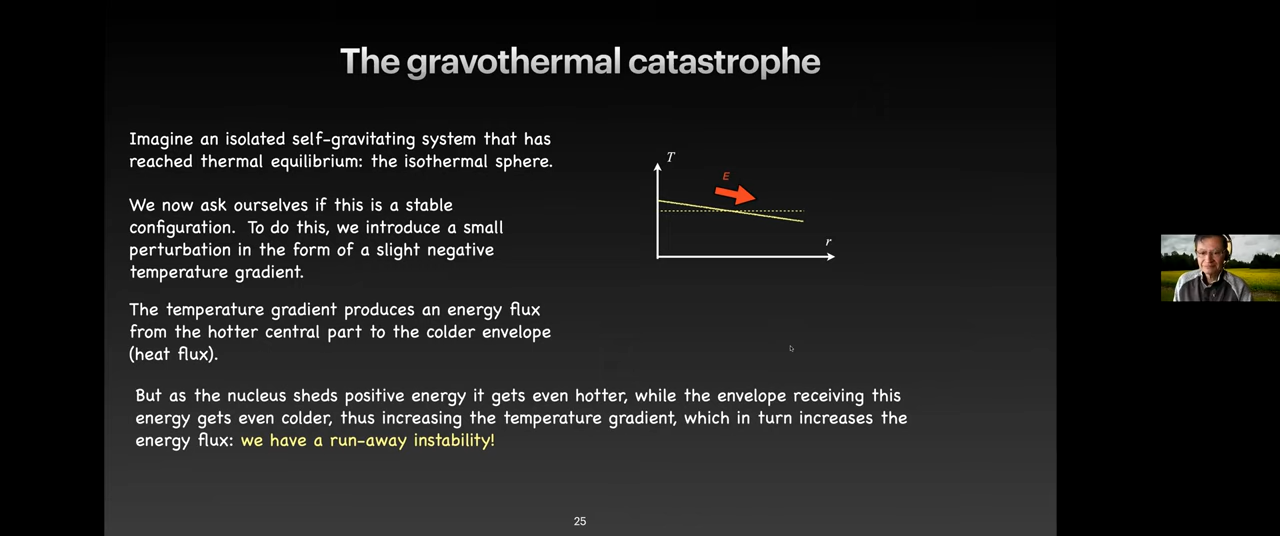 The gravothermal catastrophe
Imagine an isolated self-gravitating system that has
reached thermal equilibrium: the isothermal sphere.
We now ask ourselves if this is a stable
configuration. To do this, we introduce a small
perturbation in the form of a slight negative
temperature gradient.
The temperature gradient produces an energy flux
from the hotter central part to the colder envelope
(heat flux).
T
E
r
But as the nucleus sheds positive energy it gets even hotter, while the envelope receiving this
energy gets even colder, thus increasing the temperature gradient, which in turn increases the
energy flux: we have a run-away instability!
25